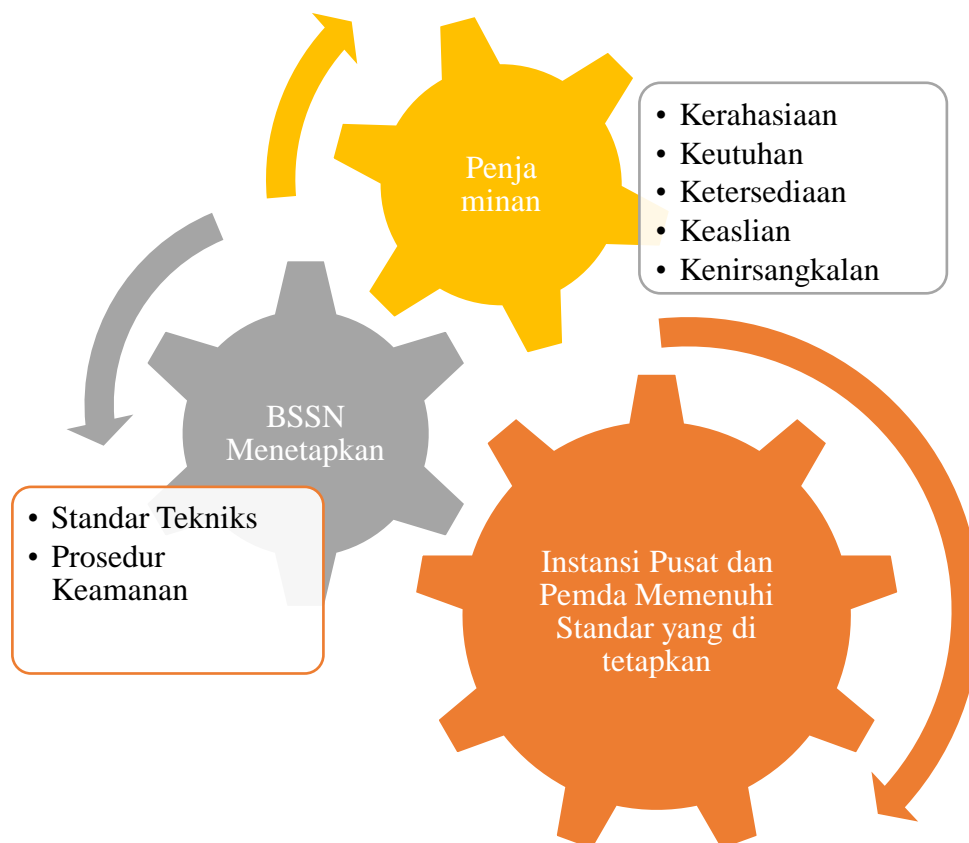 Penja
minan
• Kerahasiaan
• Keutuhan
• Ketersediaan
• Keaslian
• Kenirsangkalan
BSSN
Menetapkan
• Standar Tekniks
• Prosedur
Keamanan
Instansi Pusat dan
Pemda Memenuhi
Standar yang di
tetapkan